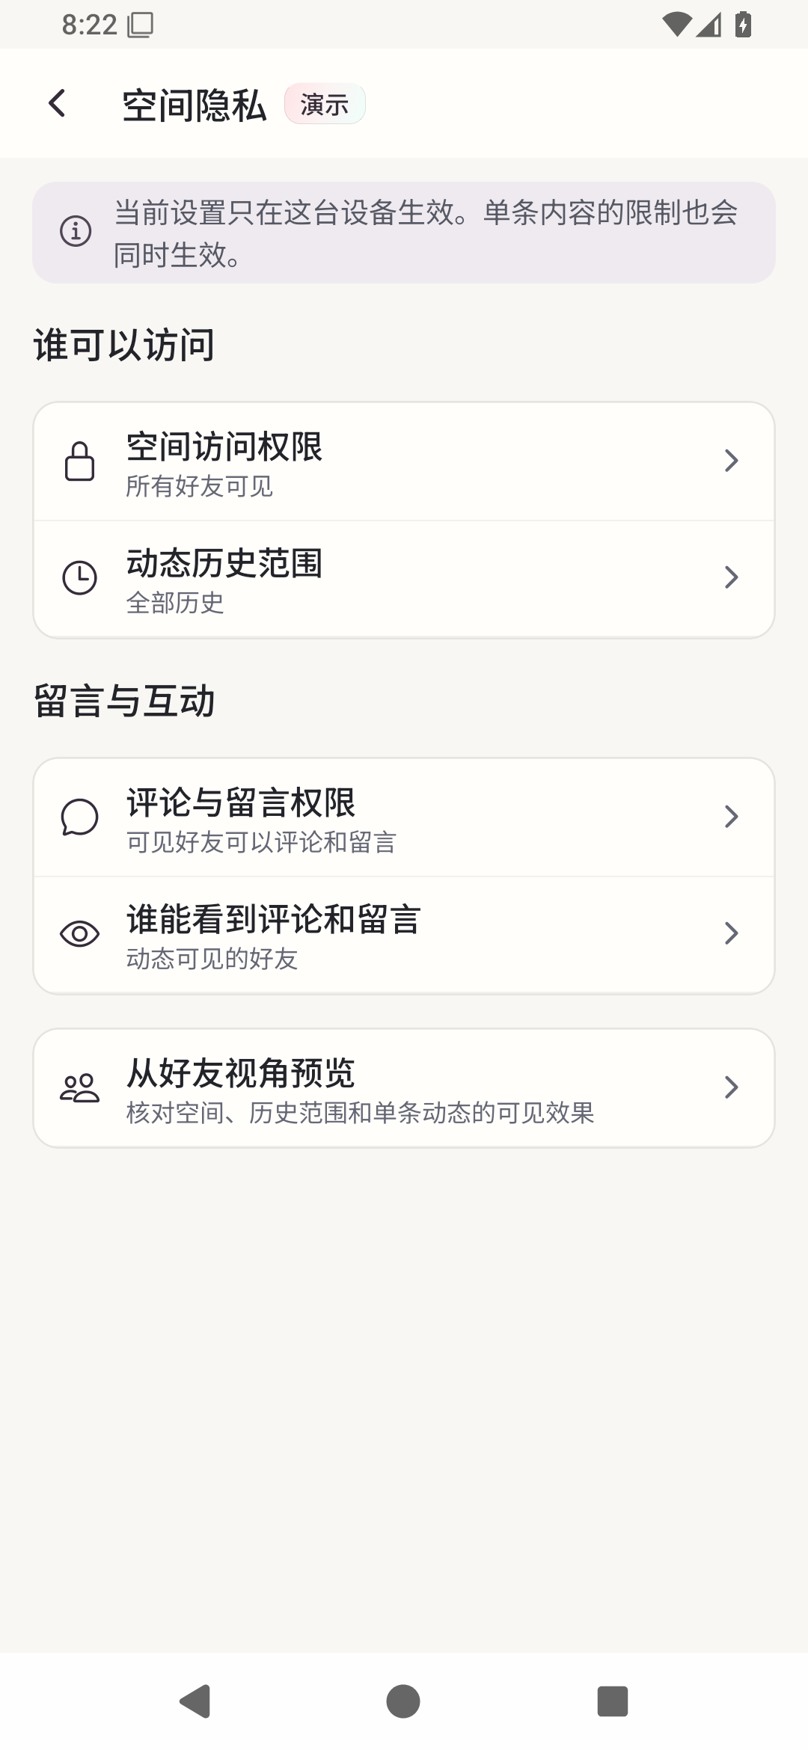 8:22
空间隐私 演示
当前设置只在这台设备生效。单条内容的限制也会
同时生效。
谁可以访问
空间访问权限
所有好友可见
动态历史范围
全部历史
留言与互动
评论与留言权限
可见好友可以评论和留言
谁能看到评论和留言
动态可见的好友
从好友视角预览
核对空间、历史范围和单条动态的可见效果